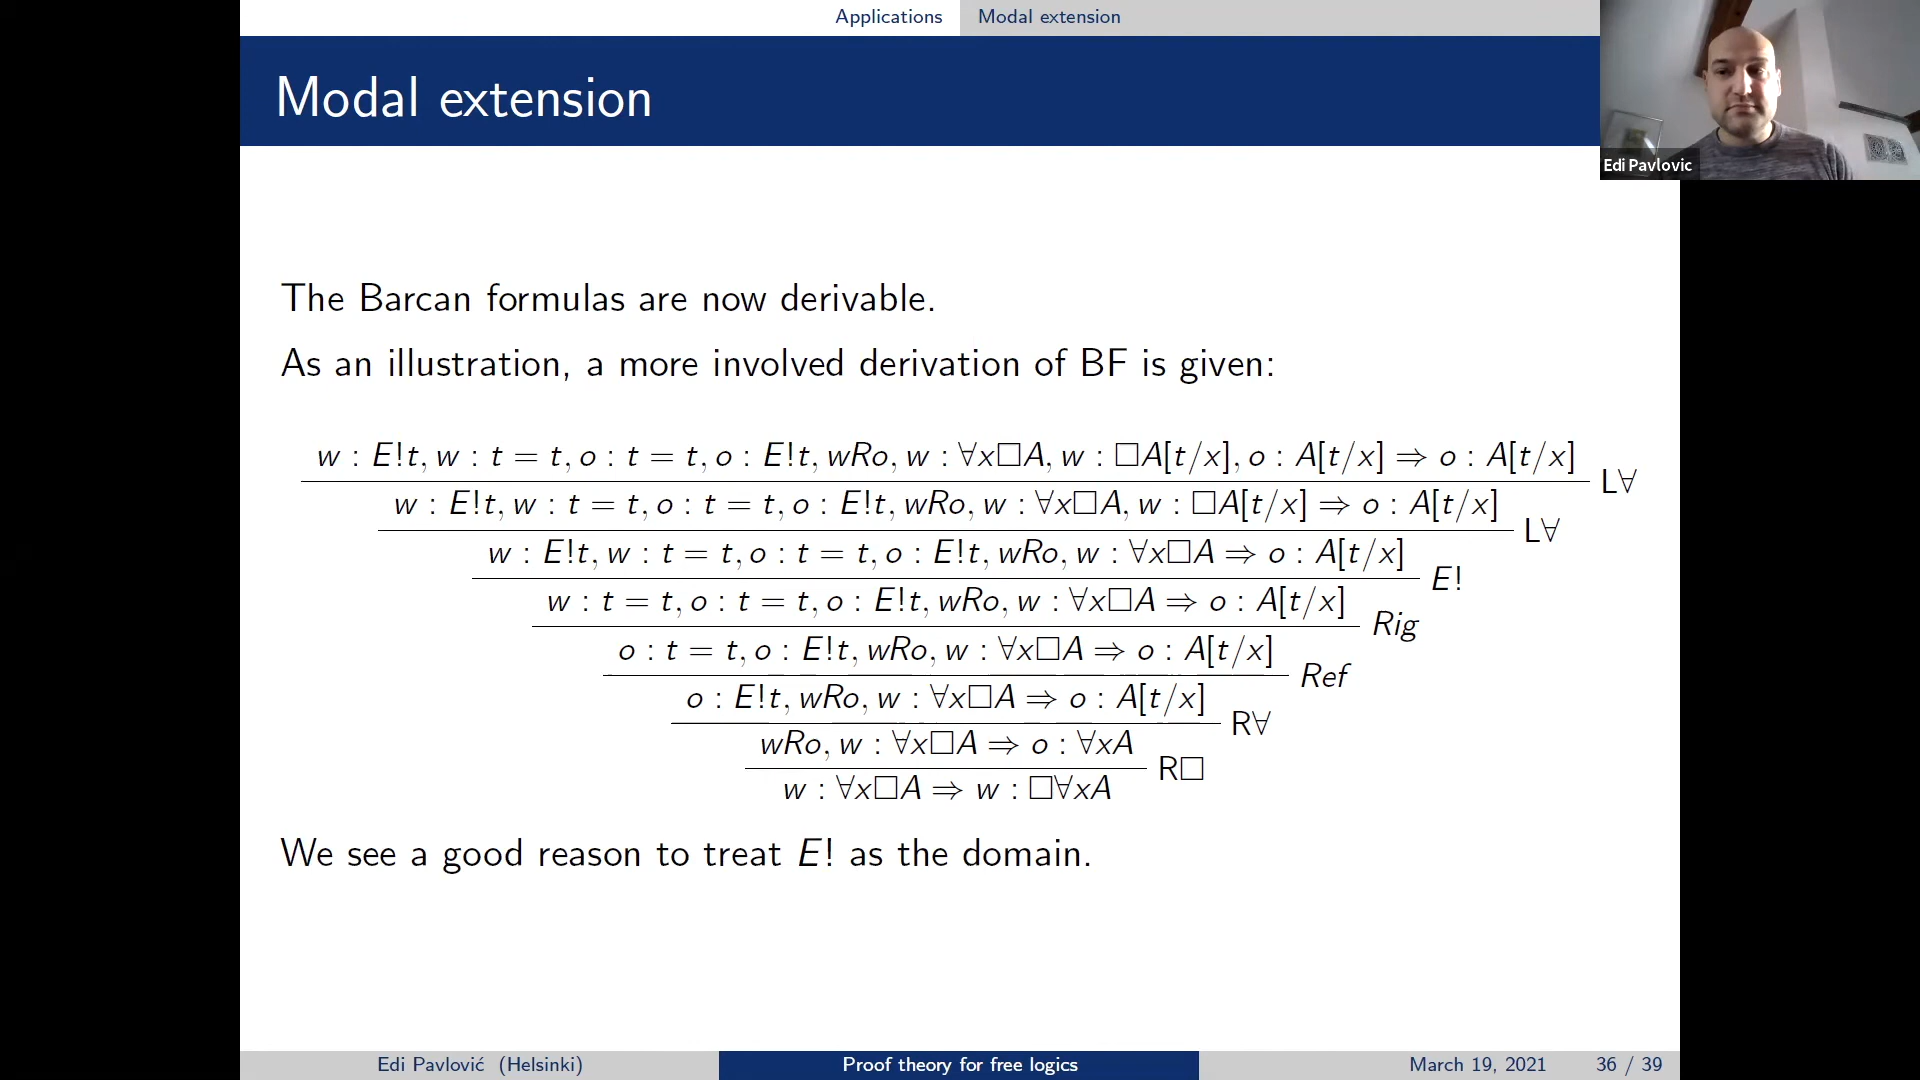 Applications Modal extension
Modal extension
Edi Pavlovic
The Barcan formulas are now derivable.
As an illustration, a more involved derivation of BF is given:
w : E!t, w : t = t, o : t = t, o : E!t, wRo, w : ∀x□A, w : □A[t/x], o : A[t/x] ⇒ o : A[t/x]
L∀
w : E!t, w : t = t, o : t = t, o : E!t, wRo, w : ∀x□A, w : □A[t/x] ⇒ o : A[t/x]
L∀
w : E!t, w : t = t, o : t = t, o : E!t, wRo, w : ∀x□A ⇒ o : A[t/x]
E!
w : t = t, o : t = t, o : E!t, wRo, w : ∀x□A ⇒ o : A[t/x]
Rig
o : t = t, o : E!t, wRo, w : ∀x□A ⇒ o : A[t/x]
Ref
o : E!t, wRo, w : ∀x□A ⇒ o : A[t/x]
R∀
wRo, w : ∀x□A ⇒ o : ∀xA
R□
w : ∀x□A ⇒ w : □∀xA
We see a good reason to treat E! as the domain.
Edi Pavlović (Helsinki) Proof theory for free logics March 19, 2021 36 / 39